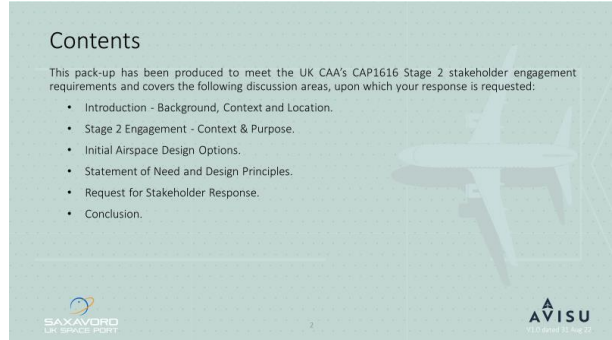 Contents
This pack-up has been produced to meet the UK CAA's CAP1616 Stage 2 stakeholder engagement
requirements and covers the following discussion areas, upon which your response is requested:
• Introduction - Background, Context and Location.
• Stage 2 Engagement - Context & Purpose.
• Initial Airspace Design Options.
• Statement of Need and Design Principles.
• Request for Stakeholder Response.
• Conclusion.
SAXAVORD
UK SPACE PORT
2
AVISU
V1.0 dated 31 Aug 22